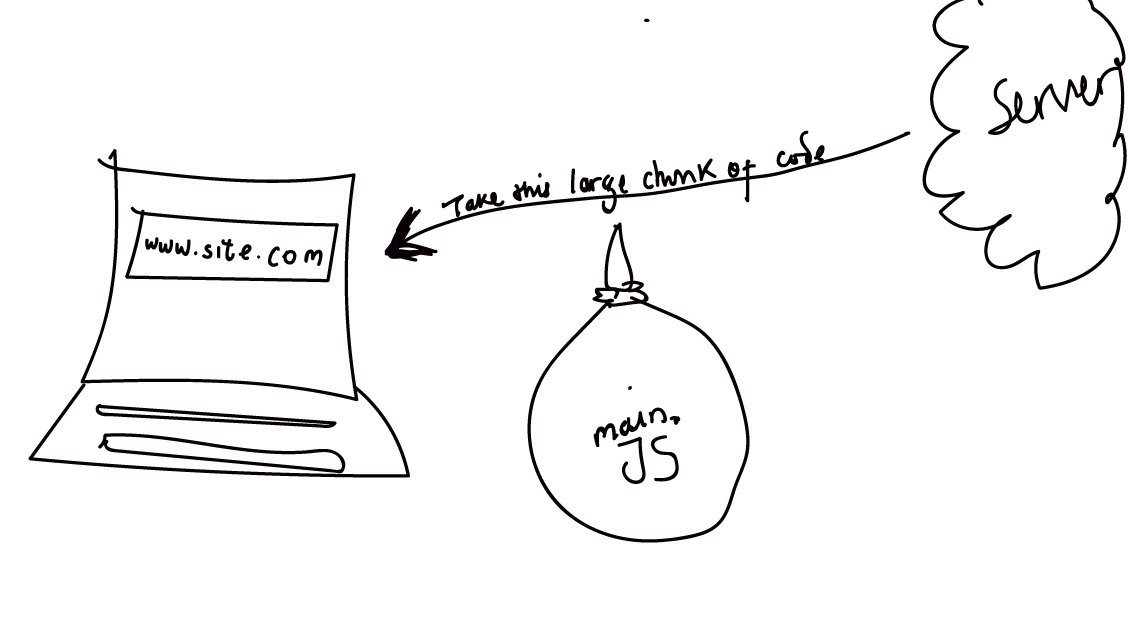 Server
Take this large chunk of code
www.site.com
main.
JS